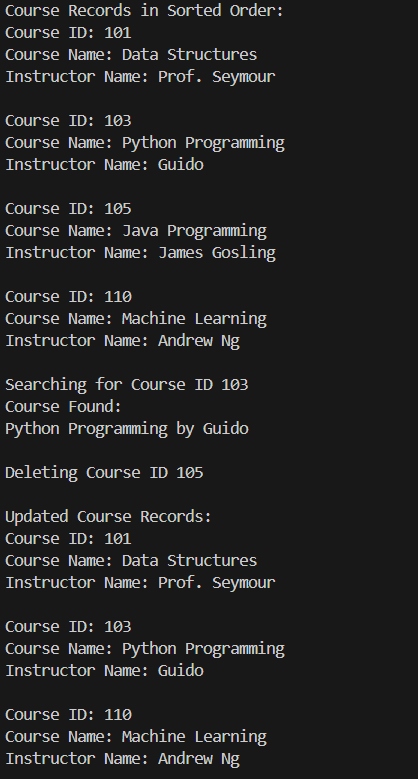 Course Records in Sorted Order:
Course ID: 101
Course Name: Data Structures
Instructor Name: Prof. Seymour
Course ID: 103
Course Name: Python Programming
Instructor Name: Guido
Course ID: 105
Course Name: Java Programming
Instructor Name: James Gosling
Course ID: 110
Course Name: Machine Learning
Instructor Name: Andrew Ng
Searching for Course ID 103
Course Found:
Python Programming by Guido
Deleting Course ID 105
Updated Course Records:
Course ID: 101
Course Name: Data Structures
Instructor Name: Prof. Seymour
Course ID: 103
Course Name: Python Programming
Instructor Name: Guido
Course ID: 110
Course Name: Machine Learning
Instructor Name: Andrew Ng